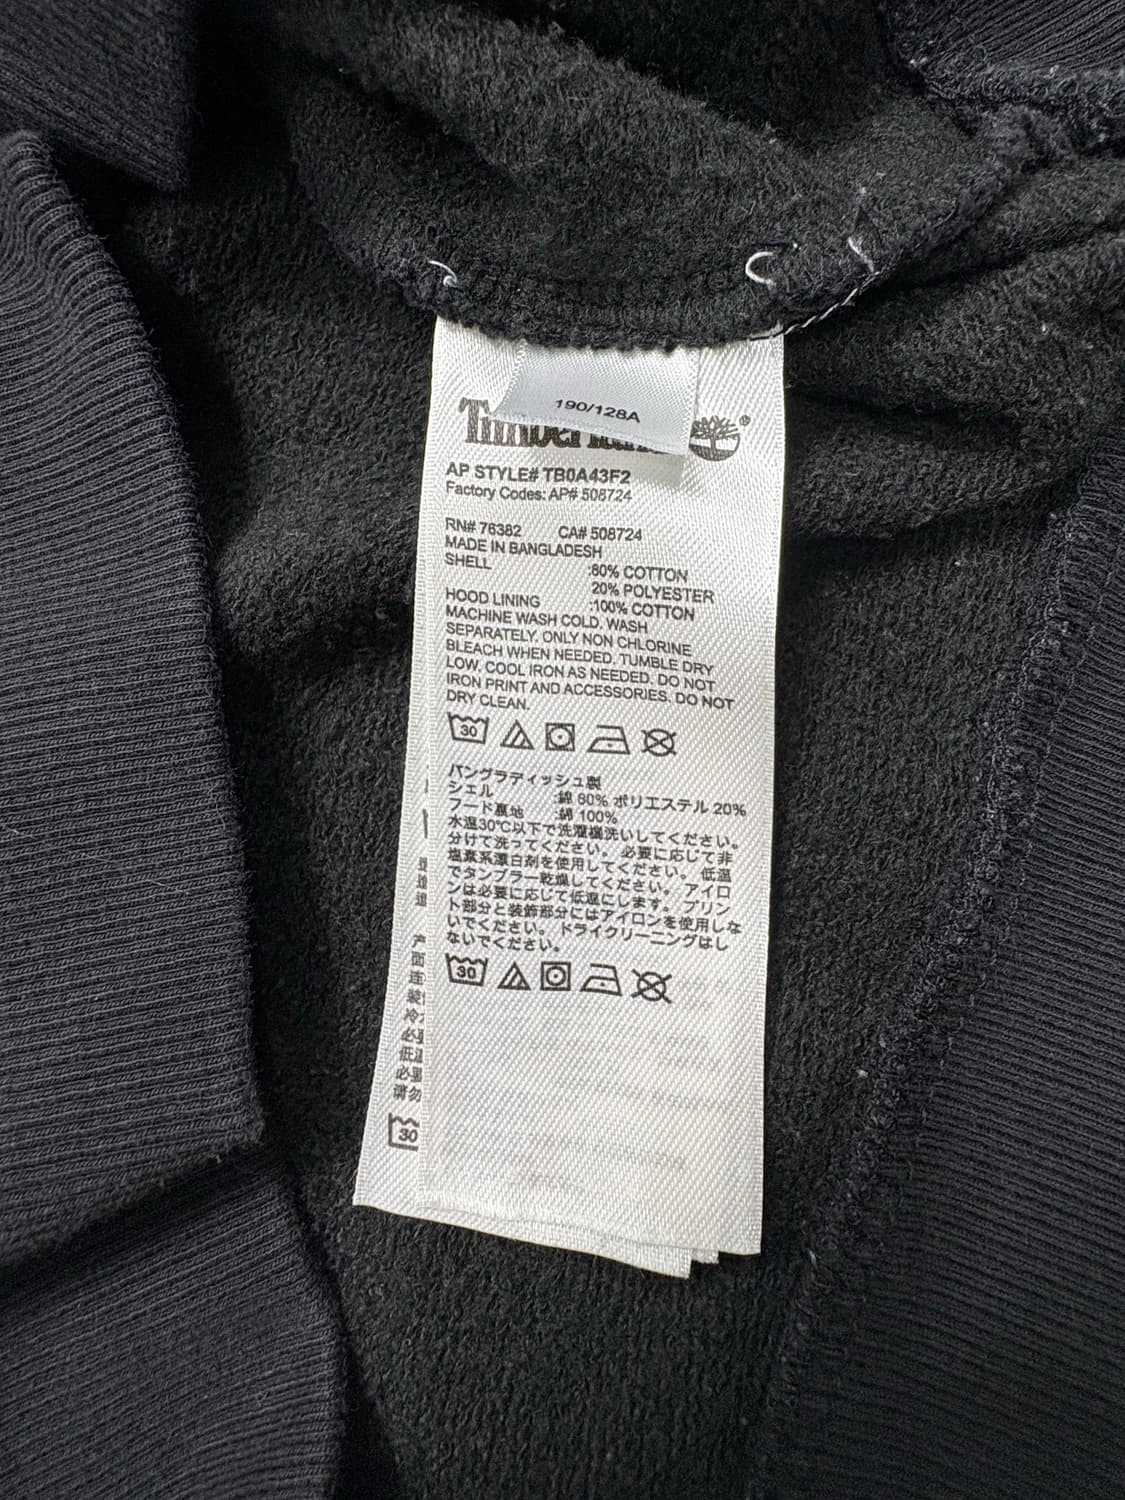 190/128A
Timberland
®
AP STYLE# TB0A43F2
Factory Codes: AP# 508724
RN# 76382 CA# 508724
MADE IN BANGLADESH
SHELL :80% COTTON
20% POLYESTER
HOOD LINING :100% COTTON
MACHINE WASH COLD. WASH
SEPARATELY. ONLY NON CHLORINE
BLEACH WHEN NEEDED. TUMBLE DRY
LOW, COOL IRON AS NEEDED. DO NOT
IRON PRINT AND ACCESSORIES. DO NOT
DRY CLEAN.
30
バングラディッシュ製
シェル :綿 80% ポリエステル 20%
フード裏地 :綿 100%
水温30℃以下で洗濯機洗いしてください。
分けて洗ってください。 必要に応じて非
塩素系漂白剤を使用してください。 低温
でタンブラー乾燥してください。 アイロ
ンは必要に応じて低温にします。 プリン
ト部分と装飾部分にはアイロンを使用しな
いでください。 ドライクリーニングはし
ないでください。
30
产
面
连
装
冷
必
低温
必要
请勿
30